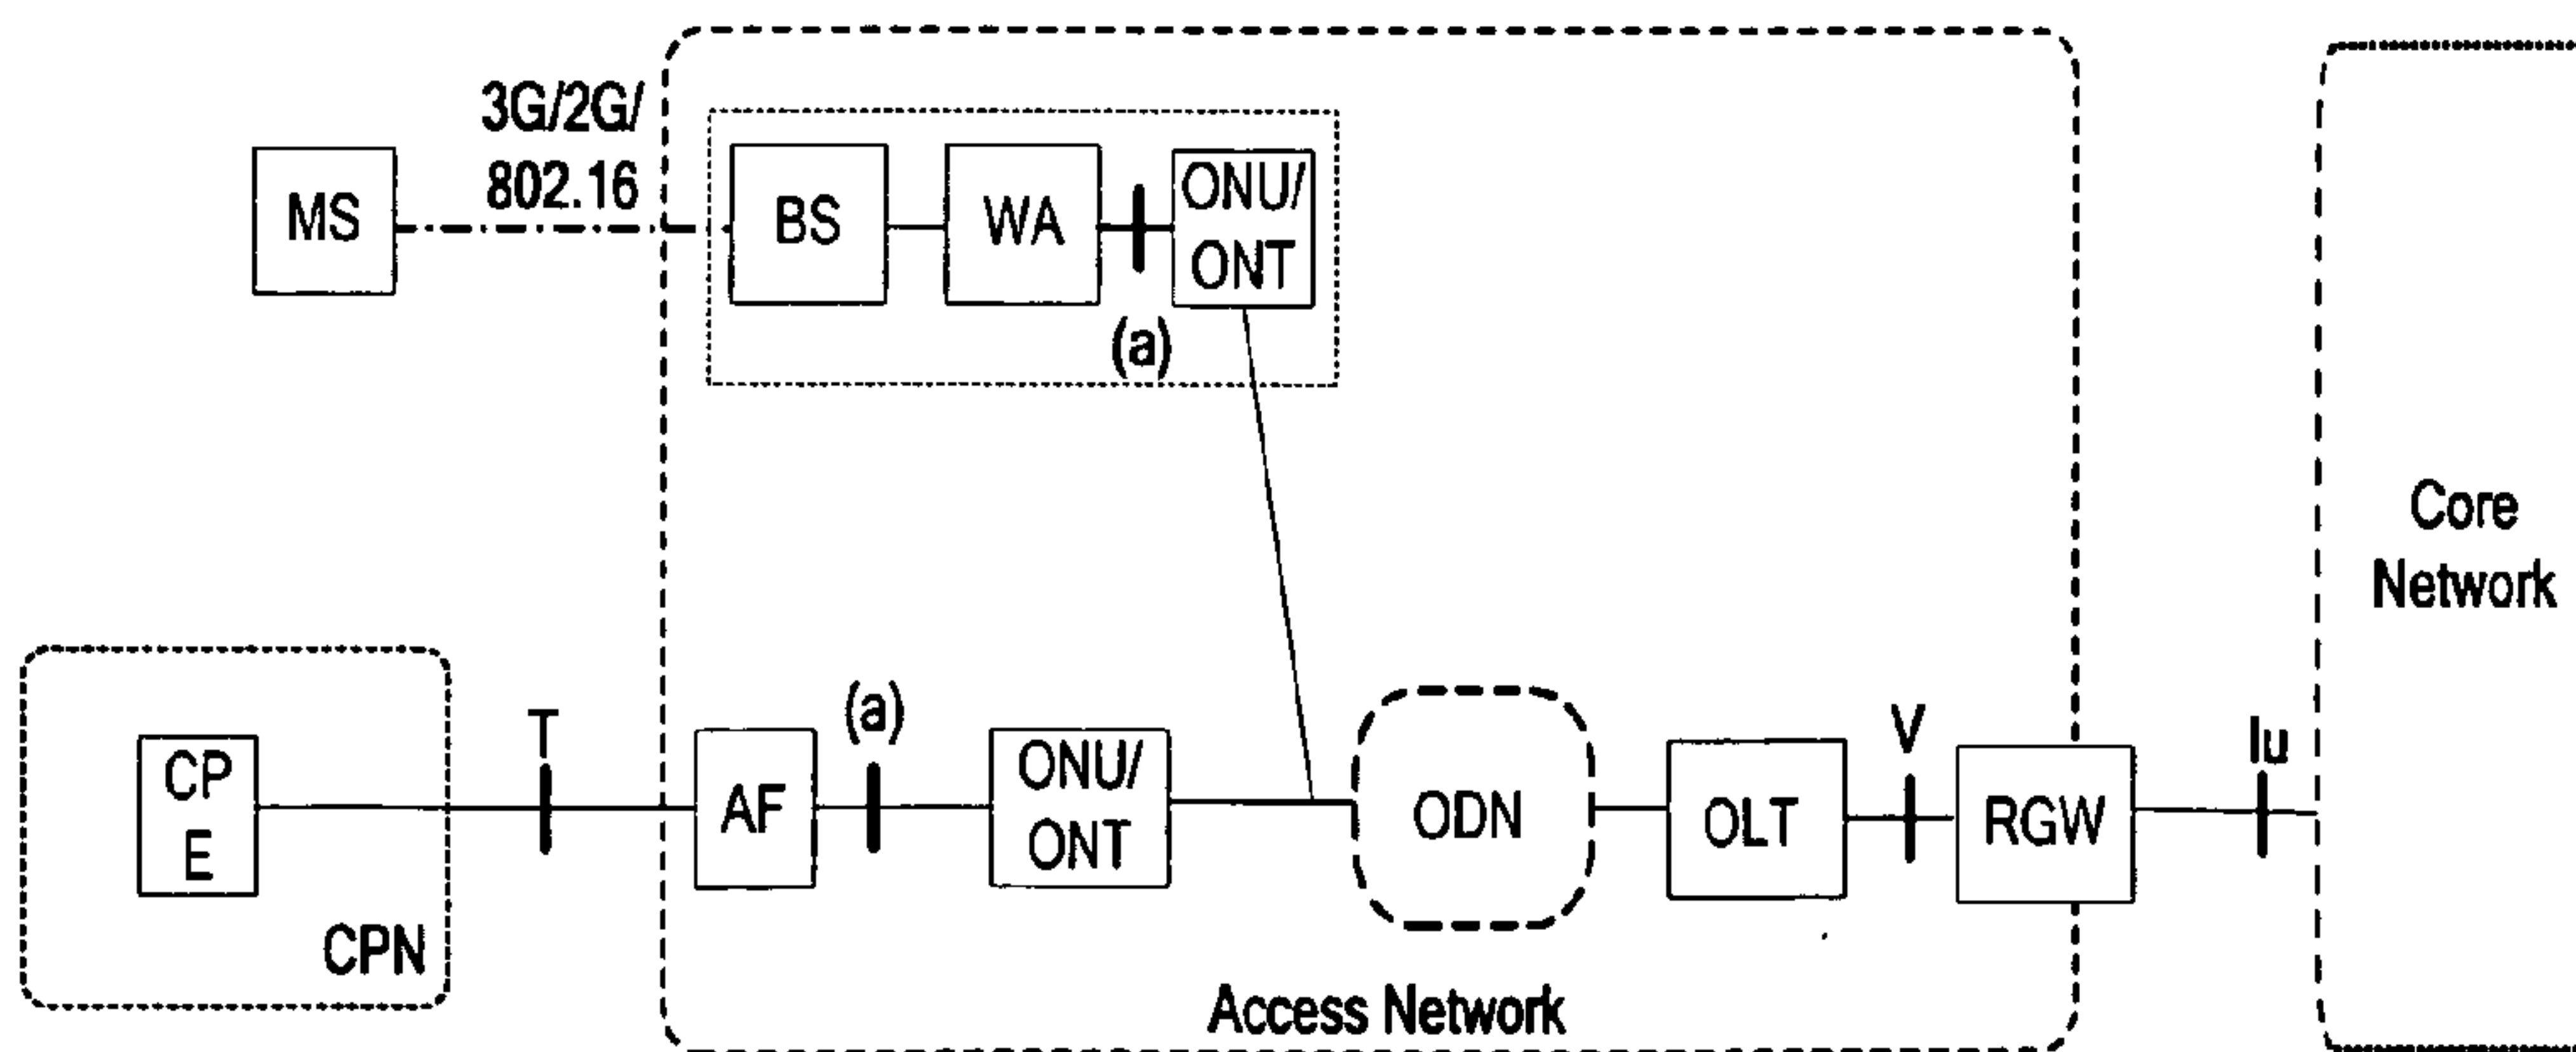 3G/2G/
802.16
MS
BS
WA
ONU/
ONT
(a)
Core
Network
CP
E
CPN
T
AF
(a)
ONU/
ONT
ODN
OLT
V
RGW
Iu
Access Network